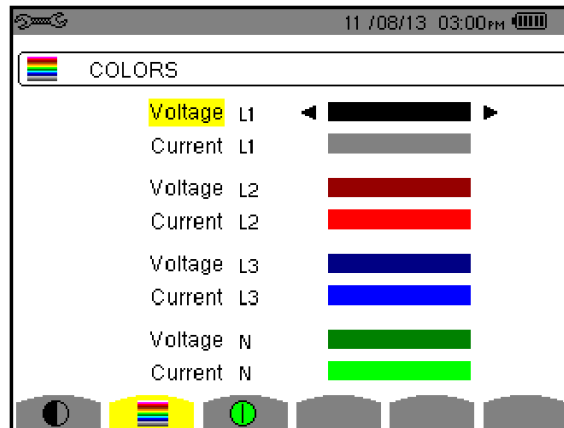 11 /08/13 03:00PM
COLORS
Voltage L1
Current L1
Voltage L2
Current L2
Voltage L3
Current L3
Voltage N
Current N